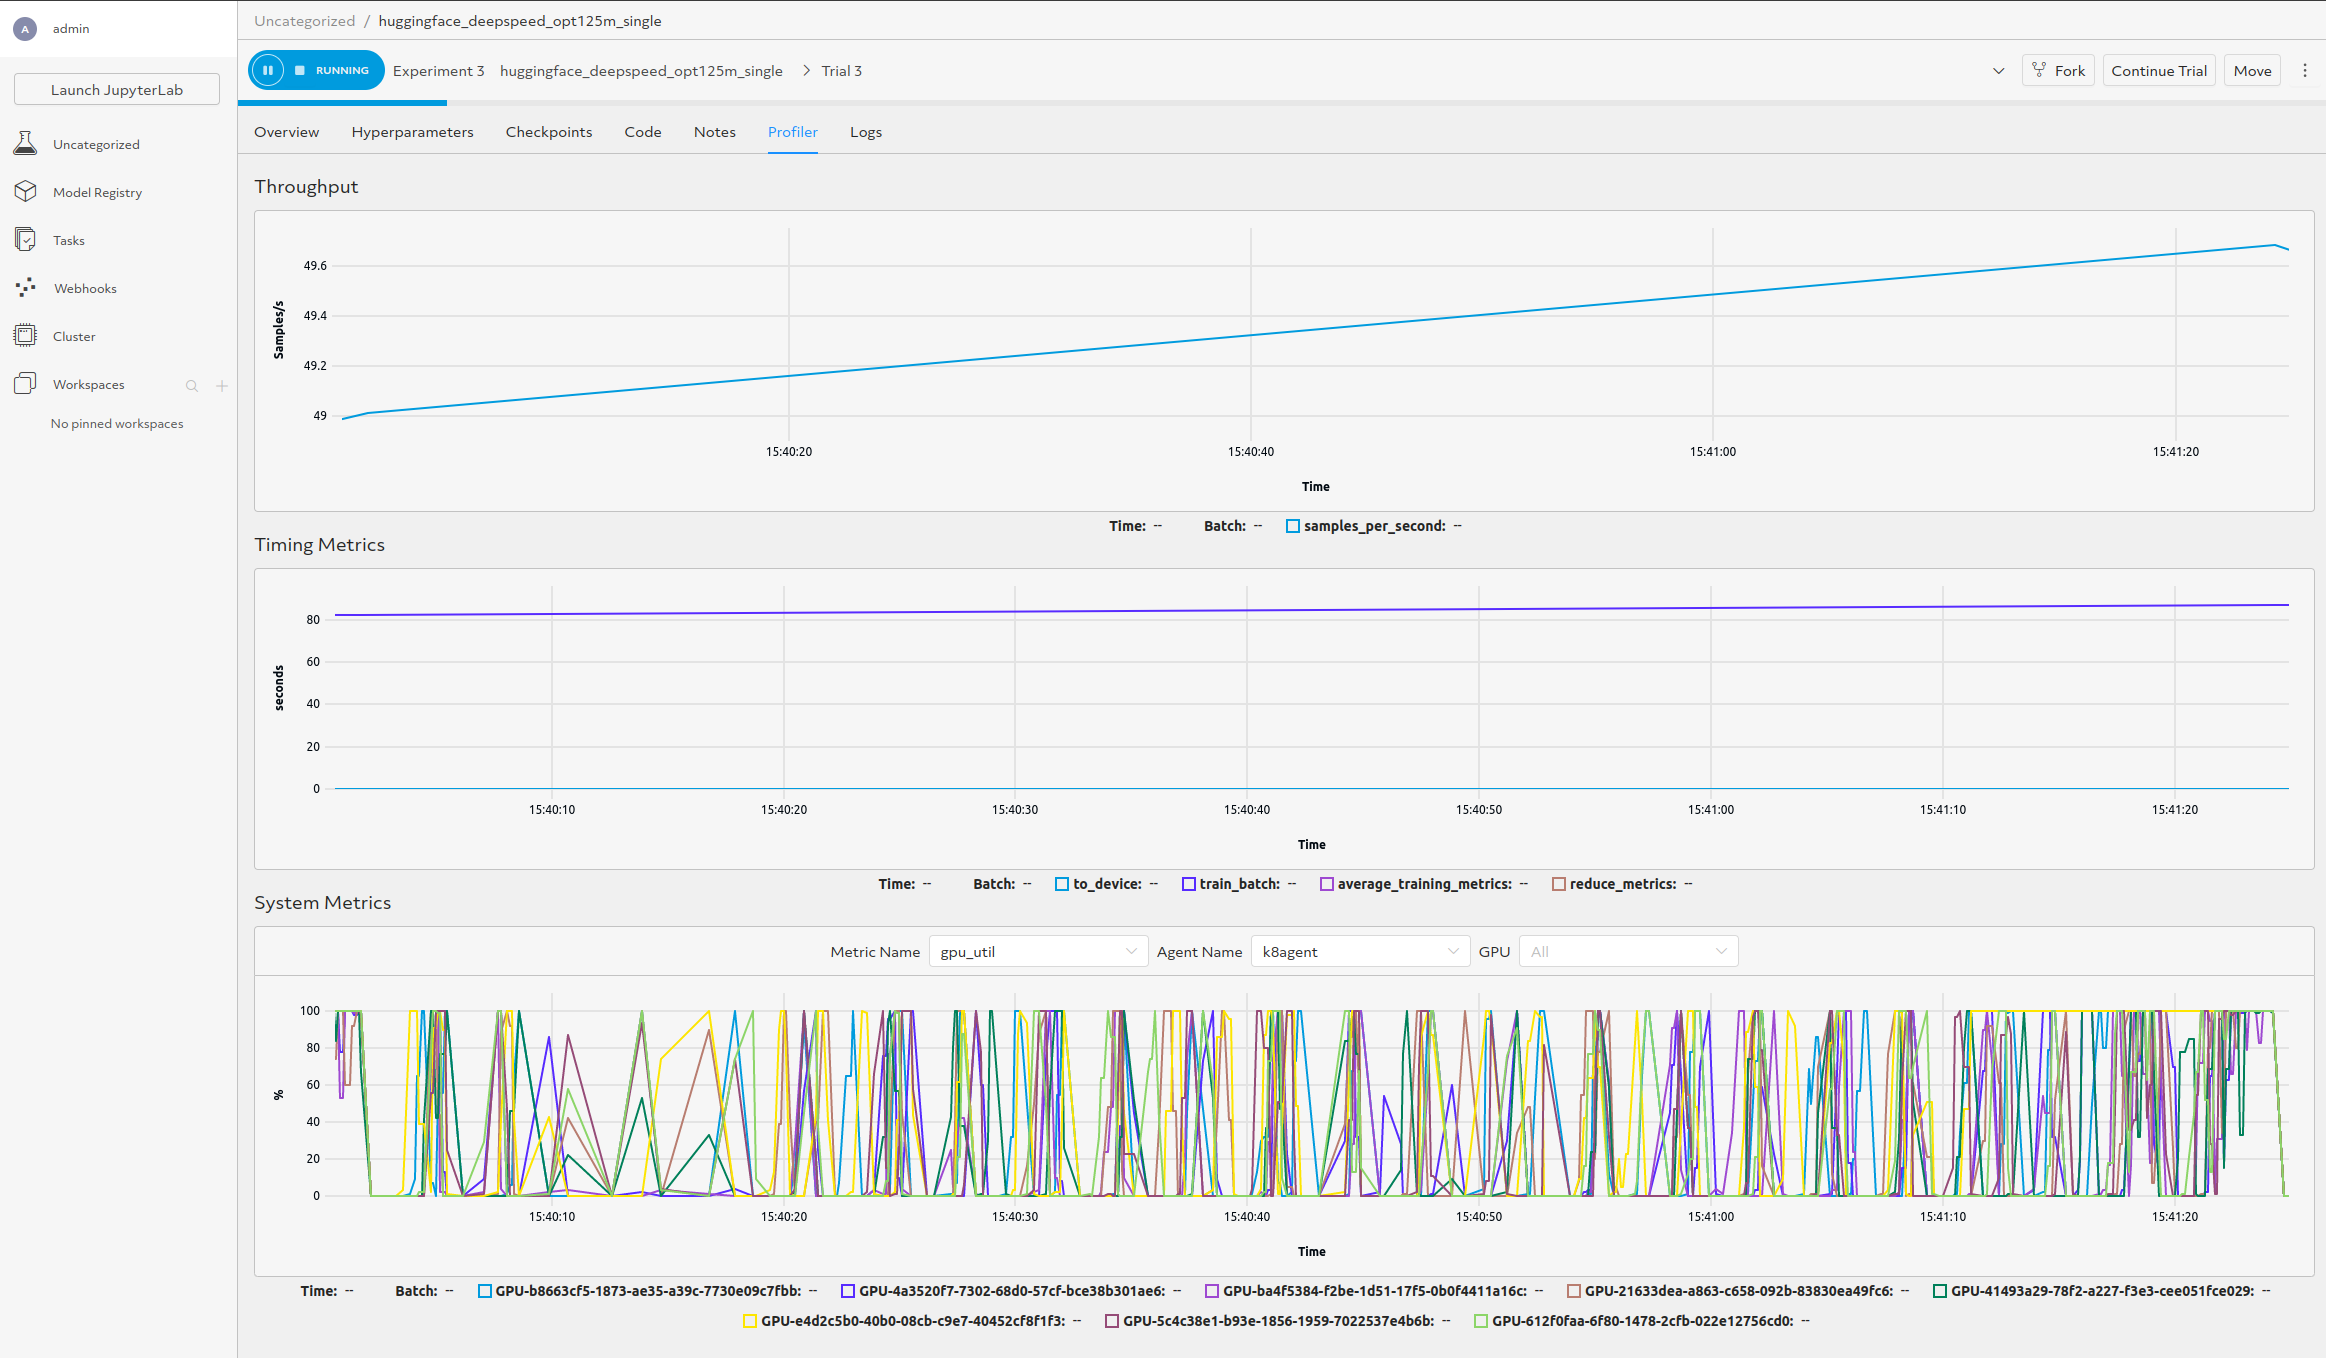 A admin
Launch JupyterLab
Uncategorized
Model Registry
Tasks
Webhooks
Cluster
Workspaces
No pinned workspaces
Uncategorized / huggingface_deepspeed_opt125m_single
RUNNING Experiment 3 huggingface_deepspeed_opt125m_single > Trial 3 Fork Continue Trial Move
Overview Hyperparameters Checkpoints Code Notes Profiler Logs
Throughput
49.6
49.4
49.2
49
Samples/s
15:40:20 15:40:40 15:41:00 15:41:20
Time
Time: -- Batch: -- samples_per_second: --
Timing Metrics
80
60
40
20
0
seconds
15:40:10 15:40:20 15:40:30 15:40:40 15:40:50 15:41:00 15:41:10 15:41:20
Time
Time: -- Batch: -- to_device: -- train_batch: -- average_training_metrics: -- reduce_metrics: --
System Metrics
Metric Name gpu_util Agent Name k8agent GPU All
100
80
60
40
20
0
%
15:40:10 15:40:20 15:40:30 15:40:40 15:40:50 15:41:00 15:41:10 15:41:20
Time
Time: -- Batch: -- GPU-b8663cf5-1873-ae35-a39c-7730e09c7fbb: -- GPU-4a3520f7-7302-68d0-57cf-bce38b301ae6: -- GPU-ba4f5384-f2be-1d51-17f5-0b0f4411a16c: -- GPU-21633dea-a863-c658-092b-83830ea49fc6: -- GPU-41493a29-78f2-a227-f3e3-cee051fce029: --
GPU-e4d2c5b0-40b0-08cb-c9e7-40452cf8f1f3: -- GPU-5c4c38e1-b93e-1856-1959-7022537e4b6b: -- GPU-612f0faa-6f80-1478-2cfb-022e12756cd0: --